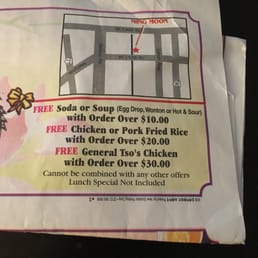 MING MOON
FREE Soda or Soup (Egg Drop, Wonton or Hot & Sour)
with Order Over $10.00
FREE Chicken or Pork Fried Rice
with Order Over $20.00
FREE General Tso's Chicken
with Order Over $30.00
Cannot be combined with any other offers
Lunch Special Not Included